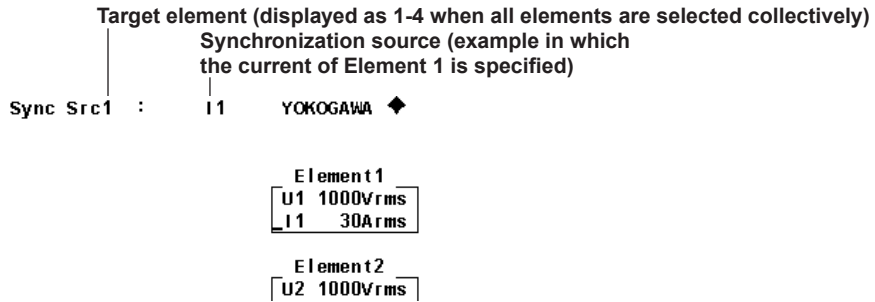 Target element (displayed as 1-4 when all elements are selected collectively)
Synchronization source (example in which
the current of Element 1 is specified)
Sync Src1 : I1 YOKOGAWA ◆
Element1
U1 1000Vrms
I1 30Arms
Element2
U2 1000Vrms